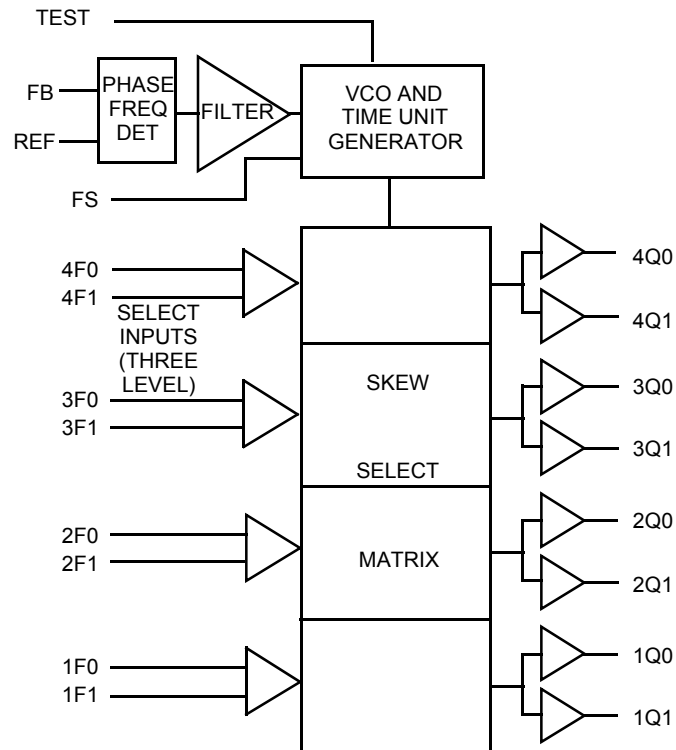 TEST
FB
REF
PHASE
FREQ
DET
FILTER
VCO AND
TIME UNIT
GENERATOR
FS
4F0
4F1
SELECT
INPUTS
(THREE
LEVEL)
3F0
3F1
2F0
2F1
1F0
1F1
SKEW
SELECT
MATRIX
4Q0
4Q1
3Q0
3Q1
2Q0
2Q1
1Q0
1Q1